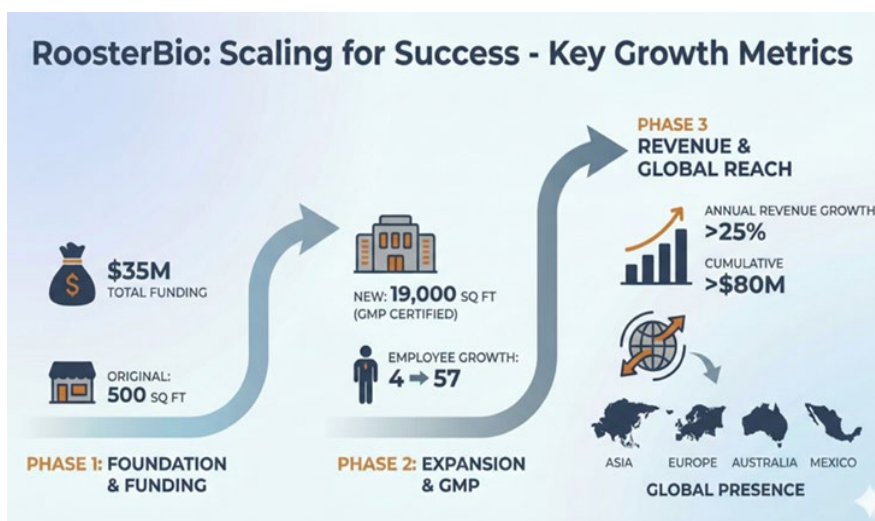 RoosterBio: Scaling for Success - Key Growth Metrics
$
$35M
TOTAL FUNDING
ORIGINAL:
500 SQ FT
PHASE 1: FOUNDATION
& FUNDING
NEW: 19,000 SQ FT
(GMP CERTIFIED)
EMPLOYEE GROWTH:
4 ➡ 57
PHASE 2: EXPANSION
& GMP
PHASE 3
REVENUE &
GLOBAL REACH
ANNUAL REVENUE GROWTH
>25%
CUMULATIVE
>$80M
ASIA EUROPE AUSTRALIA MEXICO
GLOBAL PRESENCE